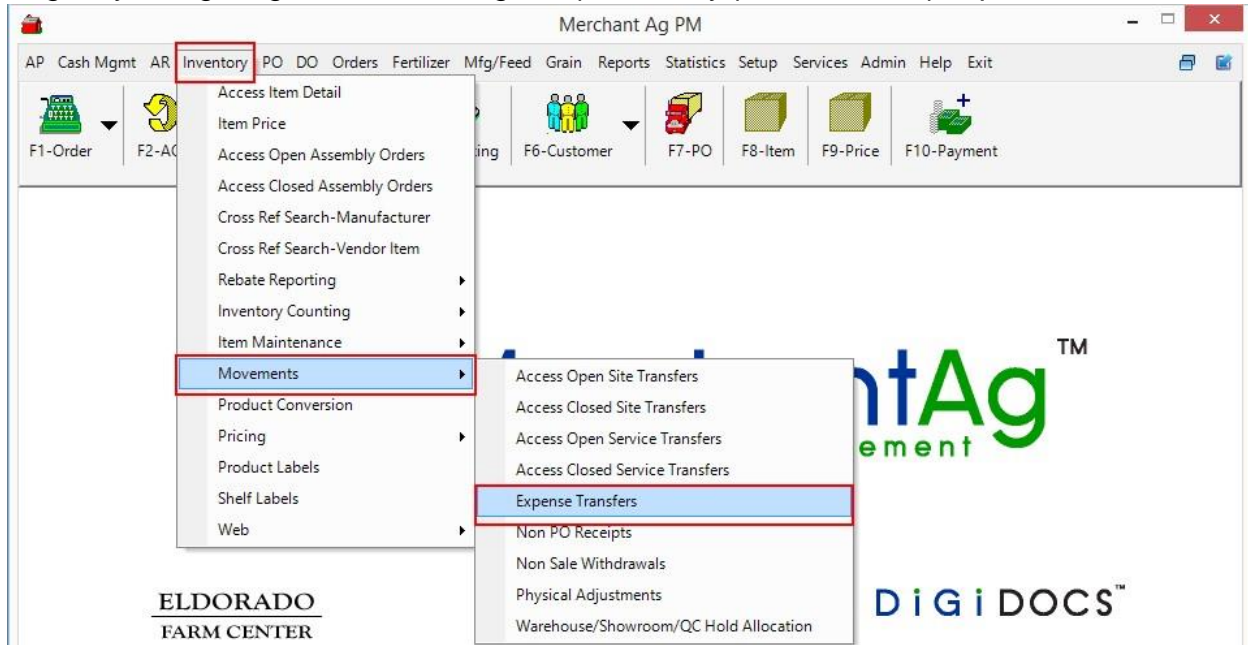 Merchant Ag PM
AP Cash Mgmt AR Inventory PO DO Orders Fertilizer Mfg/Feed Grain Reports Statistics Setup Services Admin Help Exit
F1-Order F6-Customer F7-PO F8-Item F9-Price F10-Payment
Access Item Detail
Item Price
Access Open Assembly Orders
Access Closed Assembly Orders
Cross Ref Search-Manufacturer
Cross Ref Search-Vendor Item
Rebate Reporting
Inventory Counting
Item Maintenance
Movements
Product Conversion
Pricing
Product Labels
Shelf Labels
Web
Access Open Site Transfers
Access Closed Site Transfers
Access Open Service Transfers
Access Closed Service Transfers
Expense Transfers
Non PO Receipts
Non Sale Withdrawals
Physical Adjustments
Warehouse/Showroom/QC Hold Allocation
ntAg™
ement
ELDORADO
FARM CENTER
DiGiDOCS™